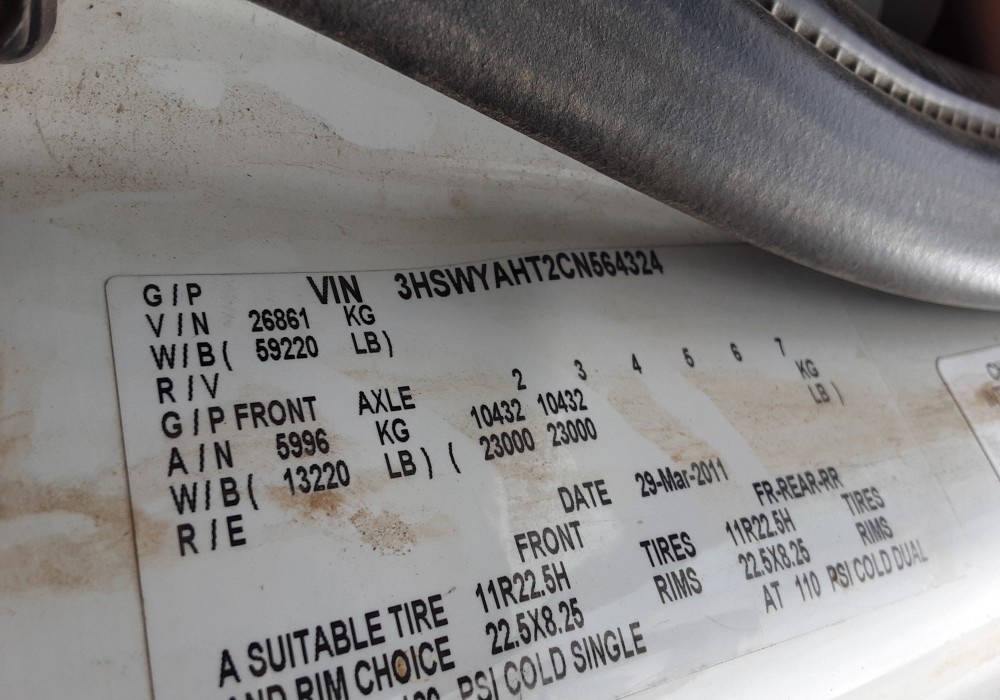 G / P VIN 3HSWYAHT2CN564324
V / N 26861 KG
W / B ( 59220 LB )
R / V
G / P FRONT AXLE 2 3 4 5 6 7
A / N 5996 KG 10432 10432 KG
W / B ( 13220 LB ) ( 23000 23000 LB )
R / E
DATE 29-Mar-2011
FRONT FR-REAR-RR
A SUITABLE TIRE 11R22.5H TIRES 11R22.5H TIRES
AND RIM CHOICE 22.5X8.25 RIMS 22.5X8.25 RIMS
PSI COLD SINGLE AT 110 PSI COLD DUAL